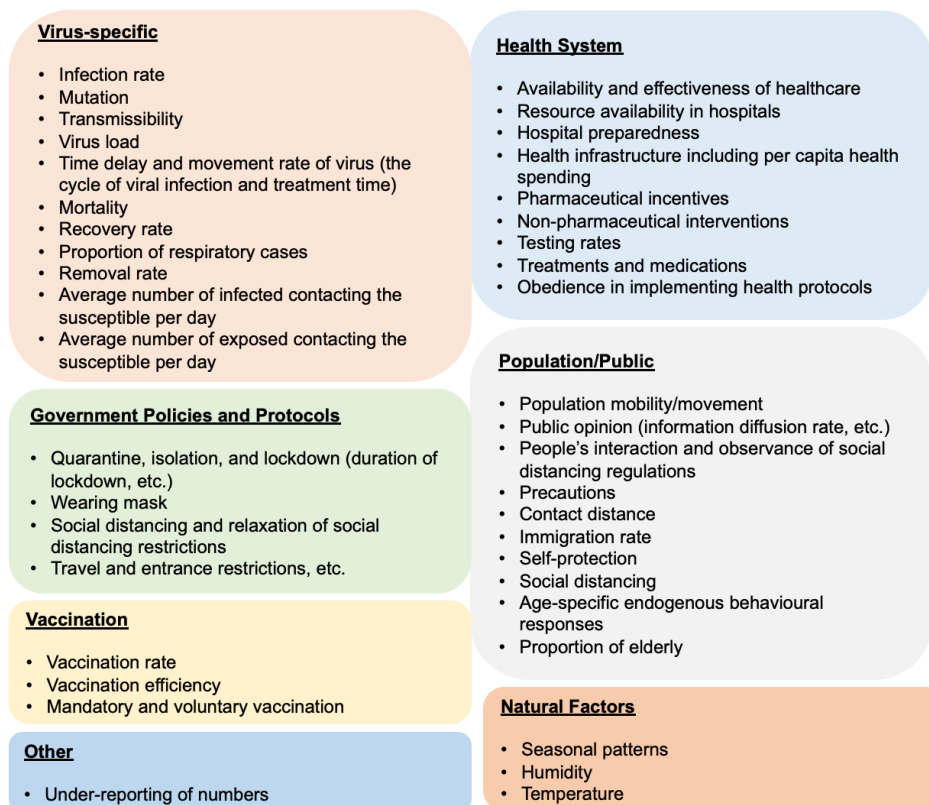 Virus-specific
• Infection rate
• Mutation
• Transmissibility
• Virus load
• Time delay and movement rate of virus (the
cycle of viral infection and treatment time)
• Mortality
• Recovery rate
• Proportion of respiratory cases
• Removal rate
• Average number of infected contacting the
susceptible per day
• Average number of exposed contacting the
susceptible per day
Health System
• Availability and effectiveness of healthcare
• Resource availability in hospitals
• Hospital preparedness
• Health infrastructure including per capita health
spending
• Pharmaceutical incentives
• Non-pharmaceutical interventions
• Testing rates
• Treatments and medications
• Obedience in implementing health protocols
Government Policies and Protocols
• Quarantine, isolation, and lockdown (duration of
lockdown, etc.)
• Wearing mask
• Social distancing and relaxation of social
distancing restrictions
• Travel and entrance restrictions, etc.
Population/Public
• Population mobility/movement
• Public opinion (information diffusion rate, etc.)
• People’s interaction and observance of social
distancing regulations
• Precautions
• Contact distance
• Immigration rate
• Self-protection
• Social distancing
• Age-specific endogenous behavioural
responses
• Proportion of elderly
Vaccination
• Vaccination rate
• Vaccination efficiency
• Mandatory and voluntary vaccination
Natural Factors
• Seasonal patterns
• Humidity
• Temperature
Other
• Under-reporting of numbers